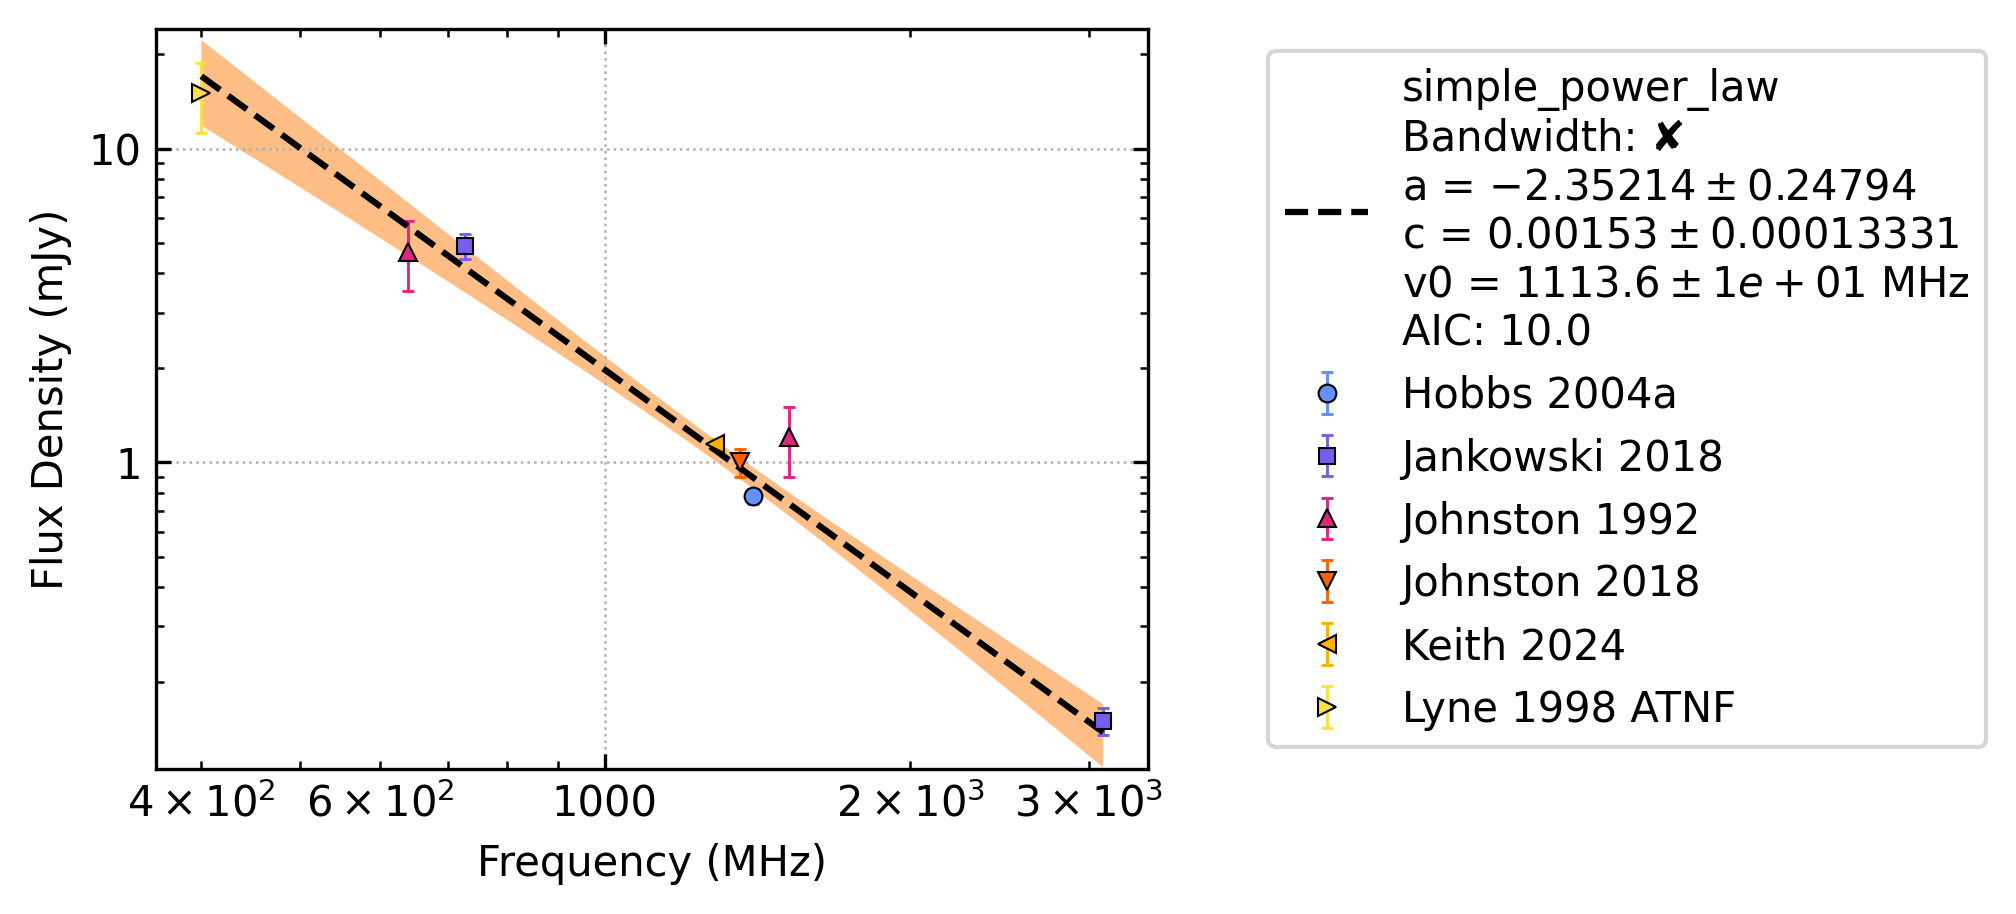 simple_power_law
Bandwidth: ✘
a = −2.35214 ± 0.24794
c = 0.00153 ± 0.00013331
v0 = 1113.6 ± 1e + 01 MHz
AIC: 10.0
Hobbs 2004a
Jankowski 2018
Johnston 1992
Johnston 2018
Keith 2024
Lyne 1998 ATNF
Flux Density (mJy)
10
1
4 × 10² 6 × 10² 1000 2 × 10³ 3 × 10³
Frequency (MHz)